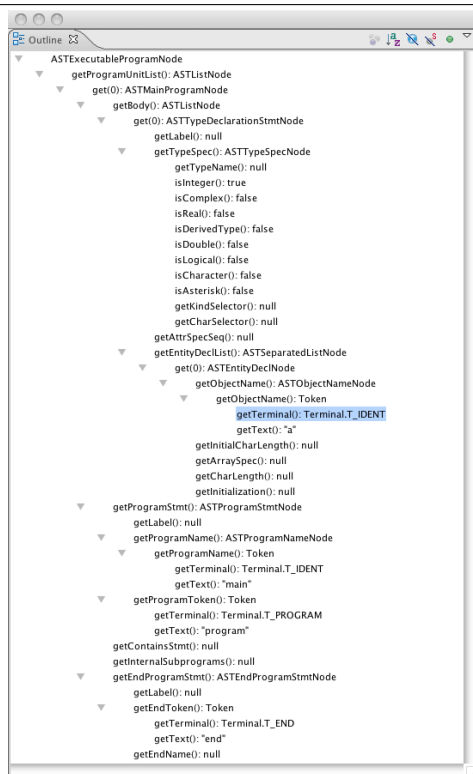 Outline
ASTExecutableProgramNode
getProgramUnitList(): ASTListNode
get(0): ASTMainProgramNode
getBody(): ASTListNode
get(0): ASTTypeDeclarationStmtNode
getLabel(): null
getTypeSpec(): ASTTypeSpecNode
getTypeName(): null
isInteger(): true
isComplex(): false
isReal(): false
isDerivedType(): false
isDouble(): false
isLogical(): false
isCharacter(): false
isAsterisk(): false
getKindSelector(): null
getCharSelector(): null
getAttrSpecSeq(): null
getEntityDeclList(): ASTSeparatedListNode
get(0): ASTEntityDeclNode
getObjectName(): ASTObjectNameNode
getObjectName(): Token
getTerminal(): Terminal.T_IDENT
getText(): "a"
getInitialCharLength(): null
getArraySpec(): null
getCharLength(): null
getInitialization(): null
getProgramStmt(): ASTProgramStmtNode
getLabel(): null
getProgramName(): ASTProgramNameNode
getProgramName(): Token
getTerminal(): Terminal.T_IDENT
getText(): "main"
getProgramToken(): Token
getTerminal(): Terminal.T_PROGRAM
getText(): "program"
getContainsStmt(): null
getInternalSubprograms(): null
getEndProgramStmt(): ASTEndProgramStmtNode
getLabel(): null
getEndToken(): Token
getTerminal(): Terminal.T_END
getText(): "end"
getEndName(): null